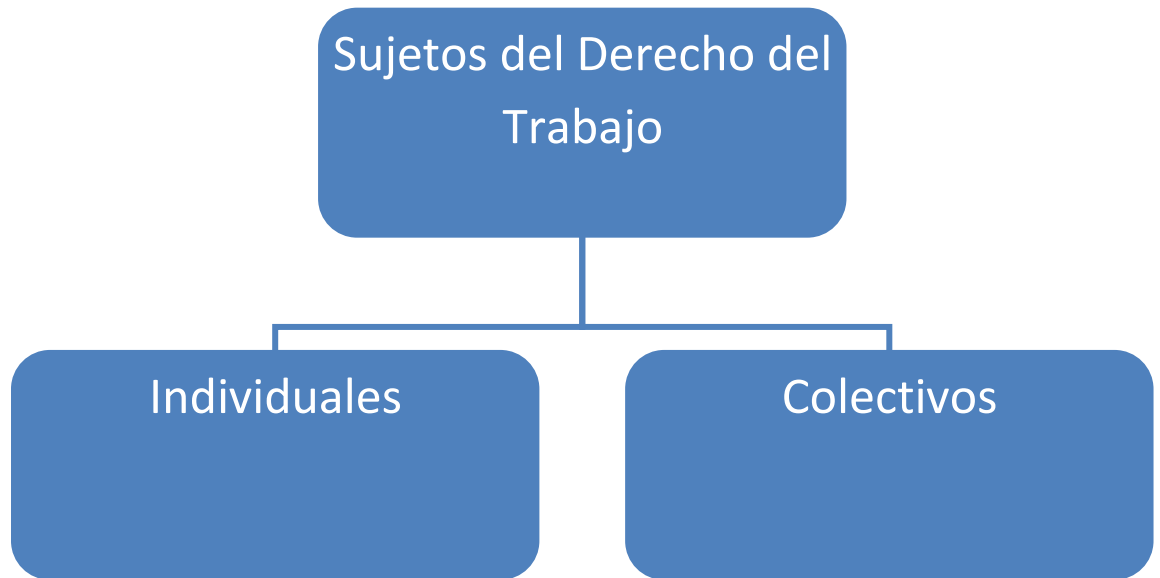 Sujetos del Derecho del
Trabajo
Individuales
Colectivos